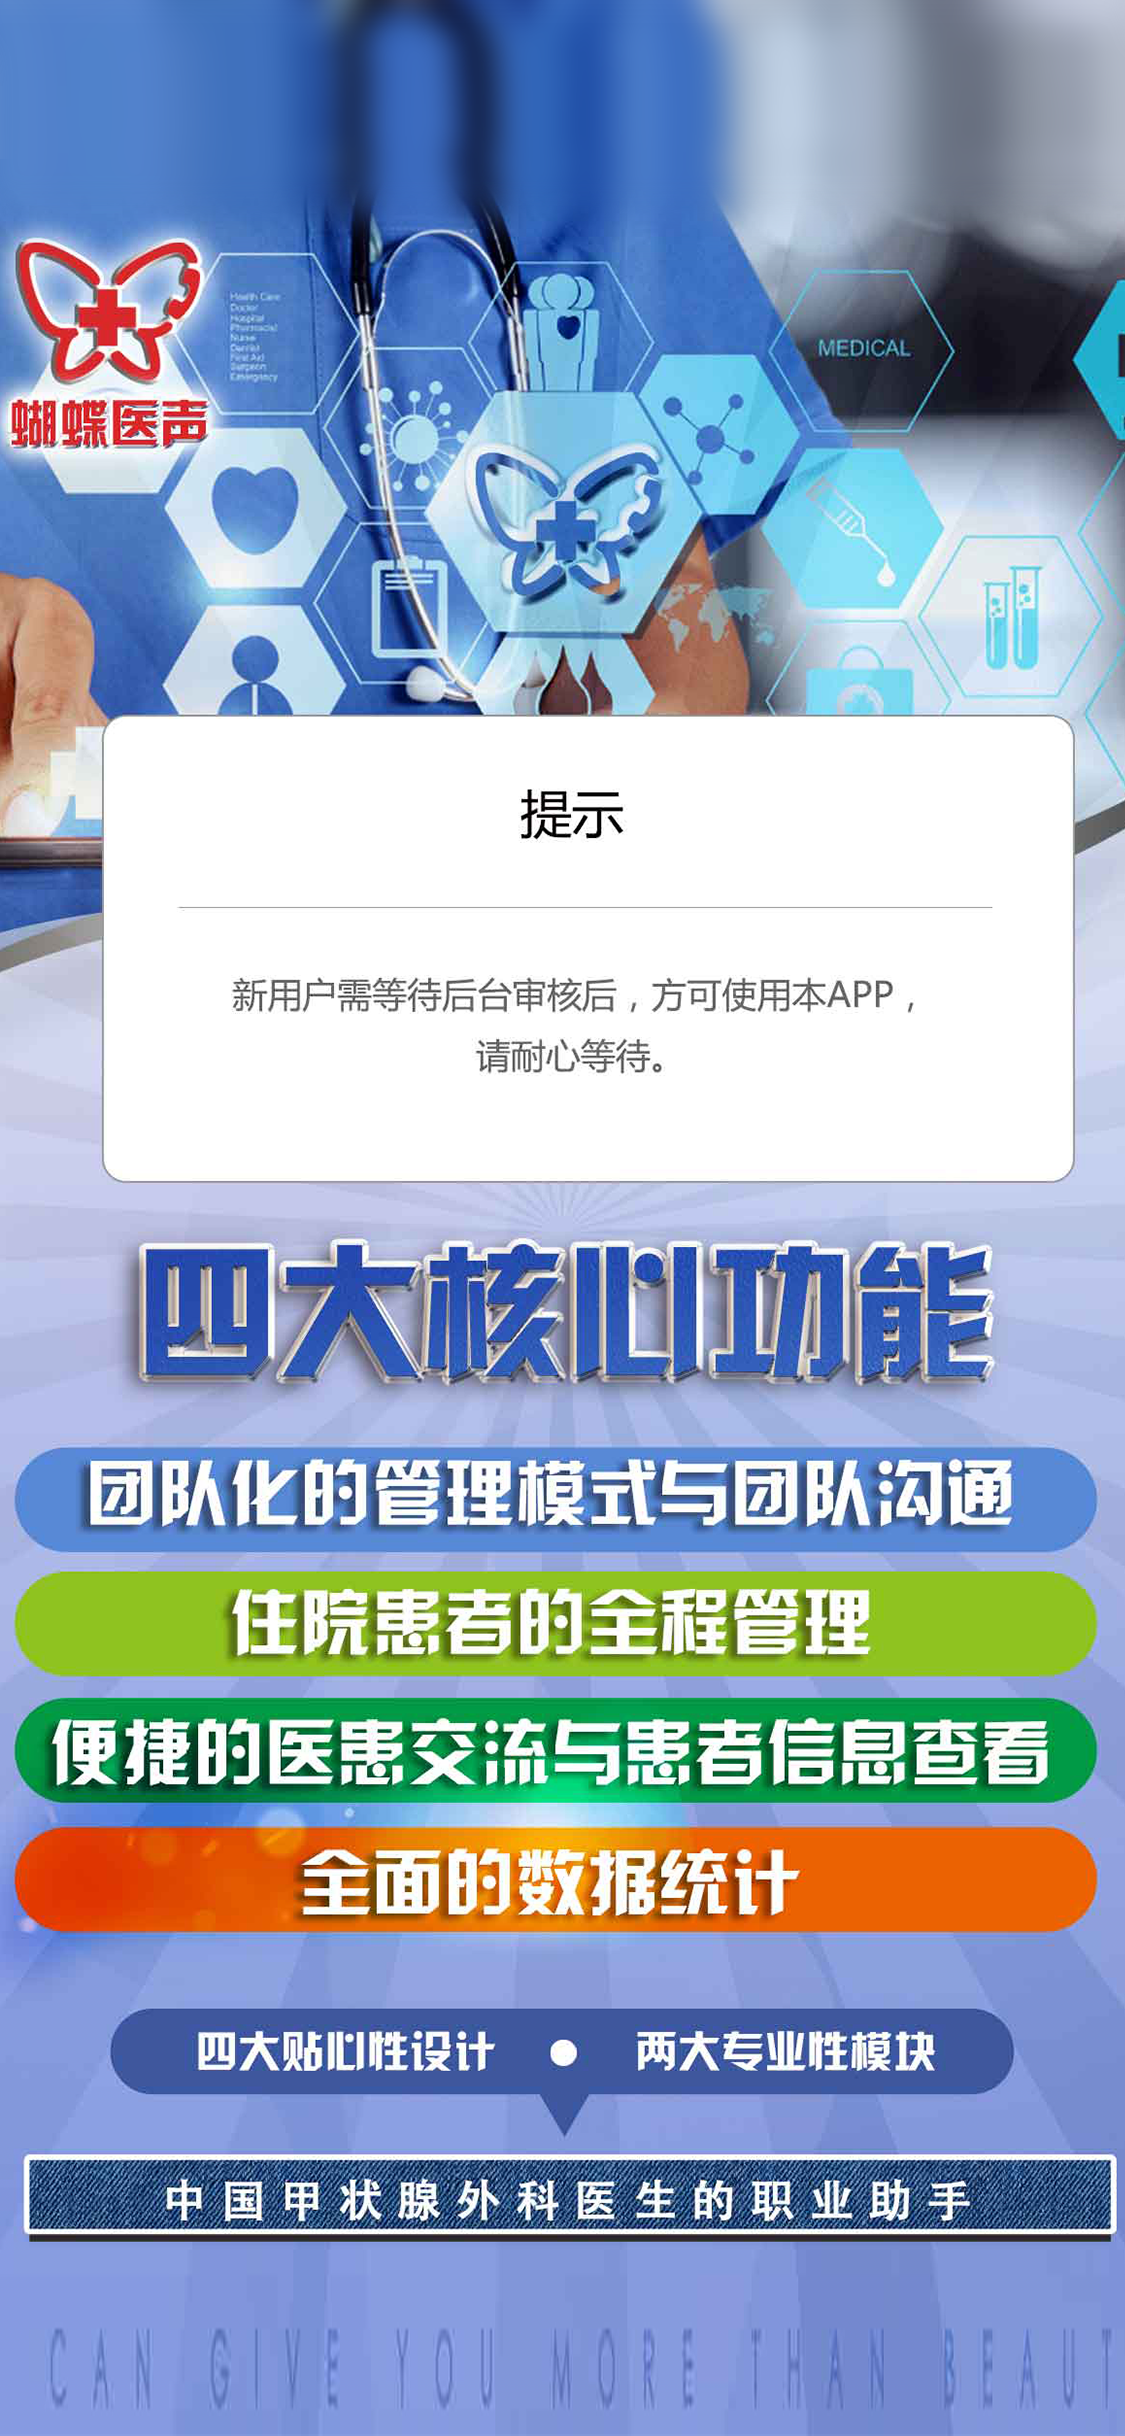 Health Care
Doctor
Hospital
Pharmacist
Nurse
Dentist
First Aid
Surgeon
Emergency
MEDICAL
蝴蝶医声
提示
新用户需等待后台审核后，方可使用本APP，
请耐心等待。
四大核心功能
团队化的管理模式与团队沟通
住院患者的全程管理
便捷的医患交流与患者信息查看
全面的数据统计
四大贴心性设计 ● 两大专业性模块
中国甲状腺外科医生的职业助手
CAN GIVE YOU MORE THAN BEAUT